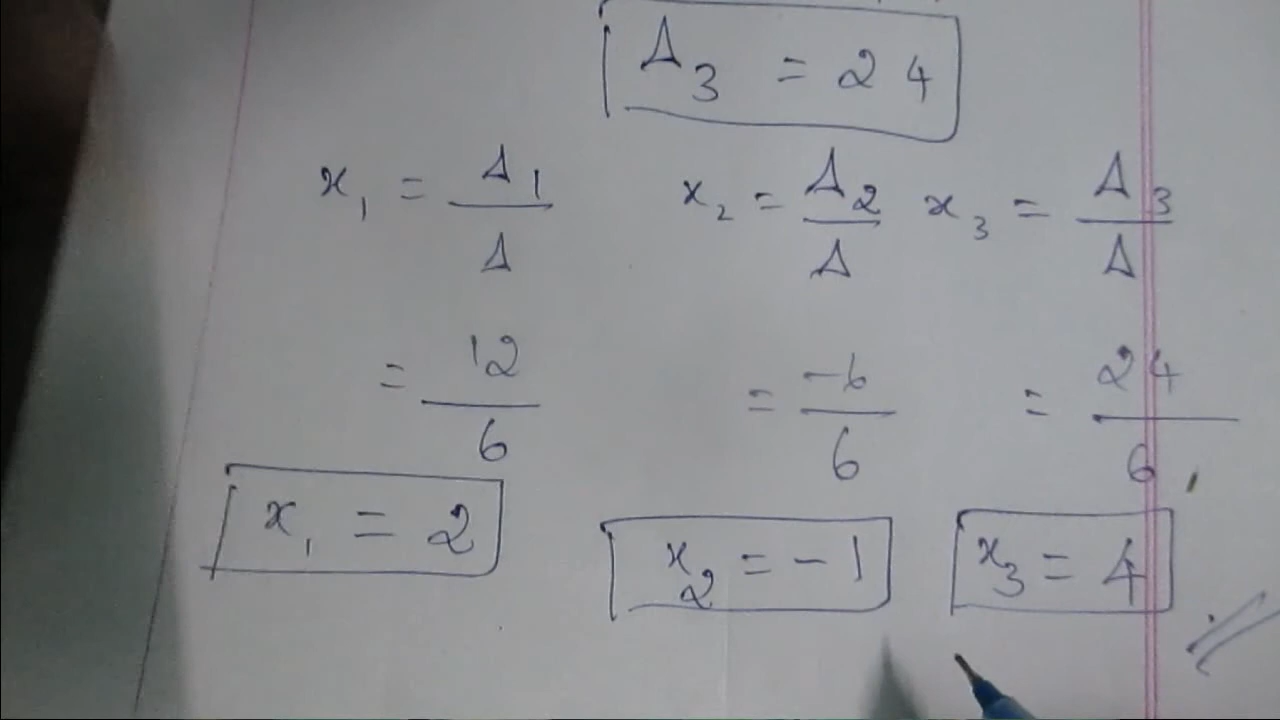 Δ₃ = 24
x₁ = Δ₁/Δ x₂ = Δ₂/Δ x₃ = Δ₃/Δ
= 12/6 = -6/6 = 24/6,
x₁ = 2 x₂ = -1 x₃ = 4 //